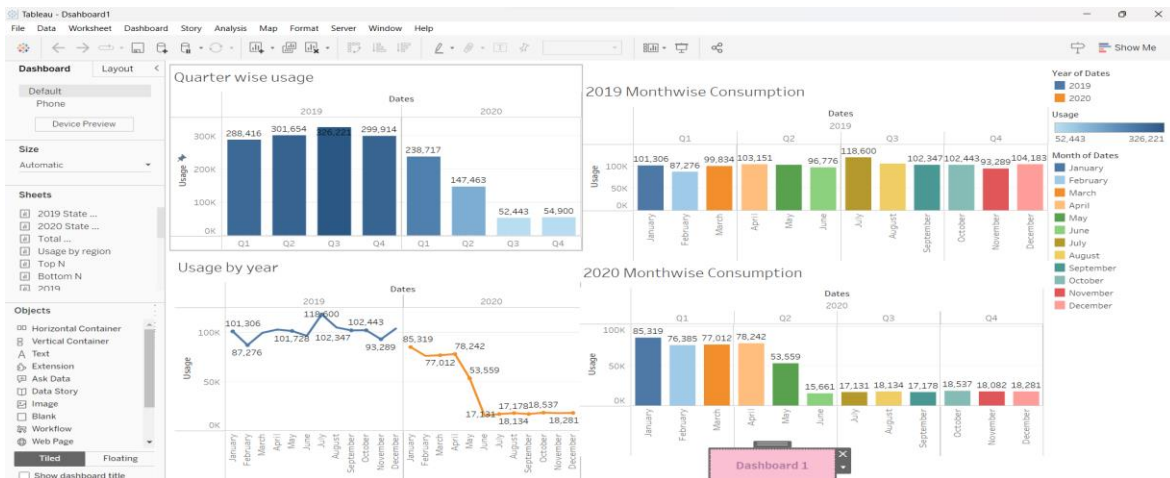 Tableau - Dsahboard1
File Data Worksheet Dashboard Story Analysis Map Format Server Window Help
Show Me
Dashboard Layout
Default
Phone
Device Preview
Size
Automatic
Sheets
2019 State ...
2020 State ...
Total ...
Usage by region
Top N
Bottom N
2019
Objects
Horizontal Container
Vertical Container
Text
Extension
Ask Data
Data Story
Image
Blank
Workflow
Web Page
Tiled Floating
Show dashboard title
Quarter wise usage
Dates
2019 2020
Usage
300K
200K
100K
0K
288,416 301,654 326,221 299,914 238,717 147,463 52,443 54,900
Q1 Q2 Q3 Q4 Q1 Q2 Q3 Q4
Usage by year
Dates
2019 2020
Usage
100K
50K
0K
101,306 118,600 102,443 85,319 78,242
87,276 101,728 102,347 93,289 77,012 53,559
17,131 17,178 18,537
18,134 18,281
January February March April May June July August September October November December January February March April May June July August September October November December
2019 Monthwise Consumption
Dates
2019
Q1 Q2 Q3 Q4
Usage
100K
50K
0K
101,306 87,276 99,834 103,151 96,776 118,600 102,347 102,443 93,289 104,183
January February March April May June July August September October November December
2020 Monthwise Consumption
Dates
2020
Q1 Q2 Q3 Q4
Usage
100K
50K
0K
85,319 76,385 77,012 78,242 53,559 15,661 17,131 18,134 17,178 18,537 18,082 18,281
January February March April May June July August September October November December
Dashboard 1
Year of Dates
2019
2020
Usage
52,443 326,221
Month of Dates
January
February
March
April
May
June
July
August
September
October
November
December